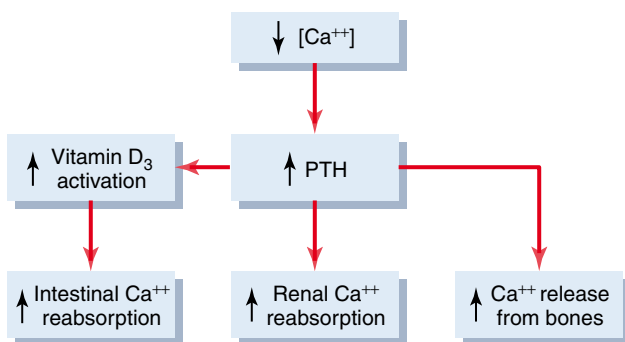 ↓ [Ca⁺⁺]
↑ Vitamin D₃
activation
↑ PTH
↑ Intestinal Ca⁺⁺
reabsorption
↑ Renal Ca⁺⁺
reabsorption
↑ Ca⁺⁺ release
from bones